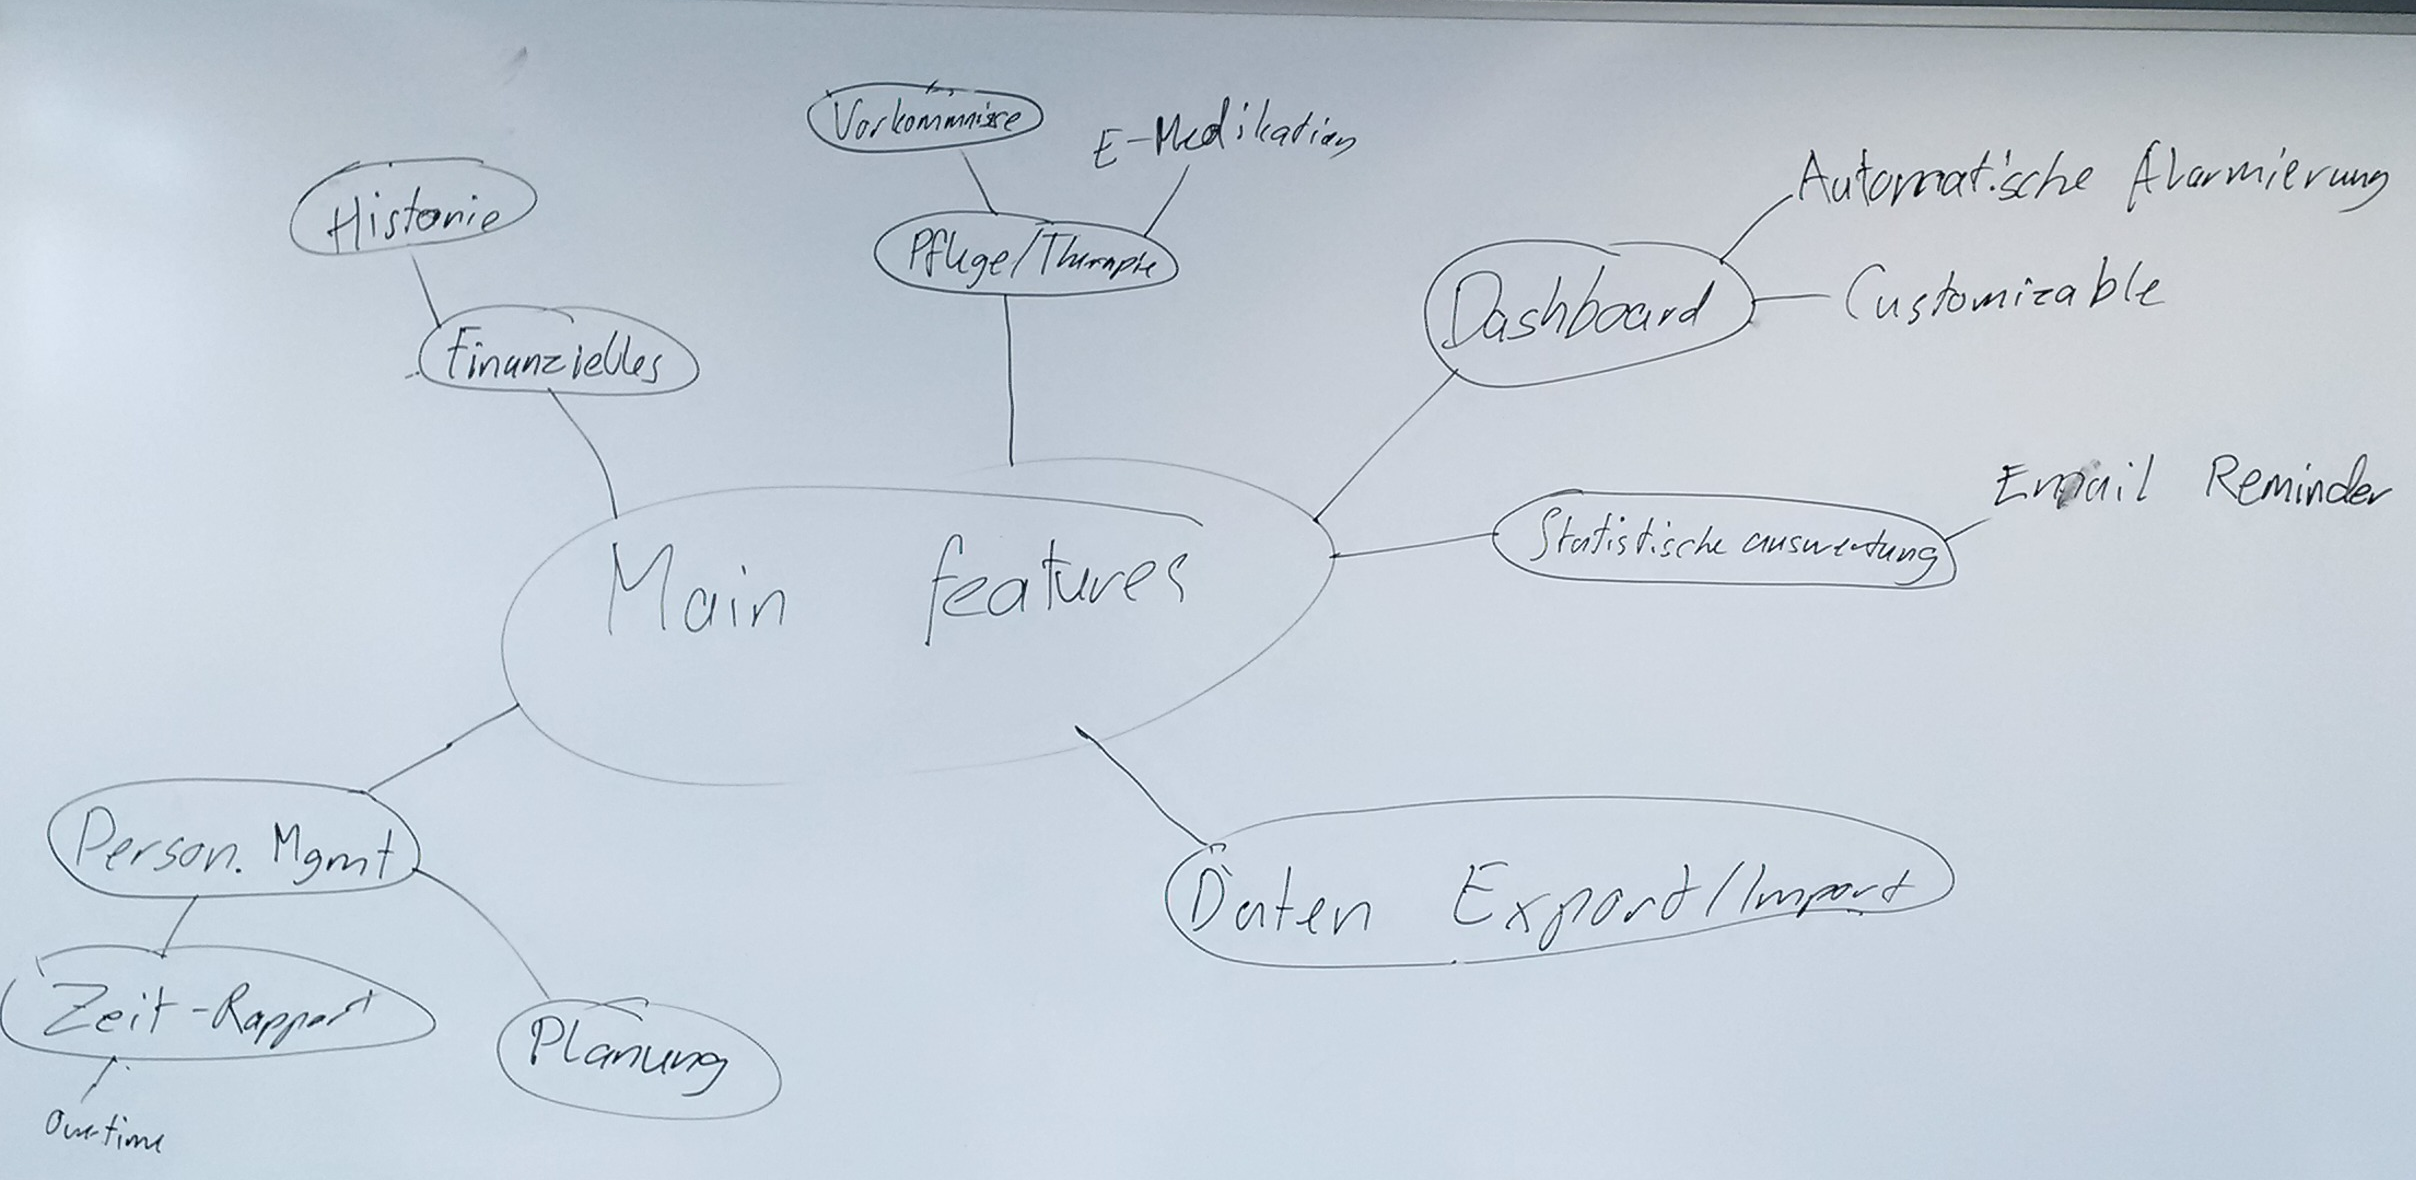 Vorkommnisse
E-Medikation
Historie
Pflege/Therapie
Automatische Alarmierung
Dashboard
Customizable
Finanzielles
Email Reminder
Statistische auswertung
Main features
Person. Mgmt
Daten Export/Import
Zeit-Rapport
Planung
Overtime